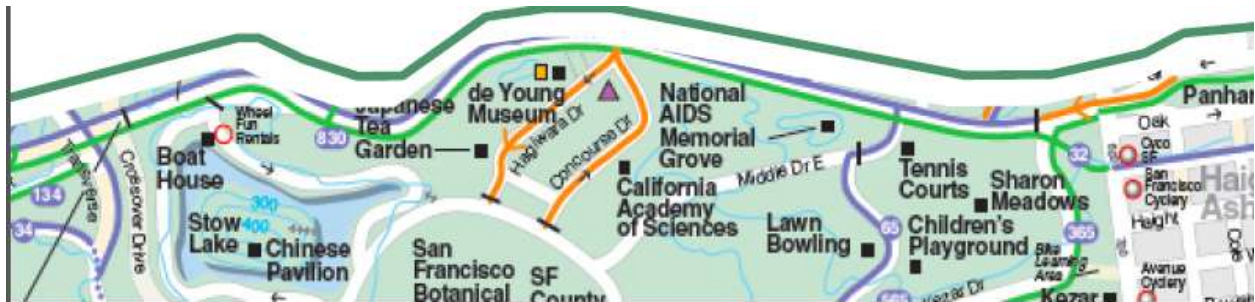 Japanese
Tea
Garden
de Young
Museum
Hagiwara Dr
Concourse Dr
National
AIDS
Memorial
Grove
California
Academy
of Sciences
Middle Dr E
Tennis
Courts
Sharon
Meadows
Lawn
Bowling
Children's
Playground
Bike
Learning
Area
Kezar
Wheel
Fun
Rentals
Boat
House
830
134
34
Transverse
Crossover Drive
Stow
Lake
300
400
Chinese
Pavilion
San
Francisco
Botanical
SF
County
65
32
365
Oak
San
Francisco
Cyclery
Haight
Avenue
Cyclery